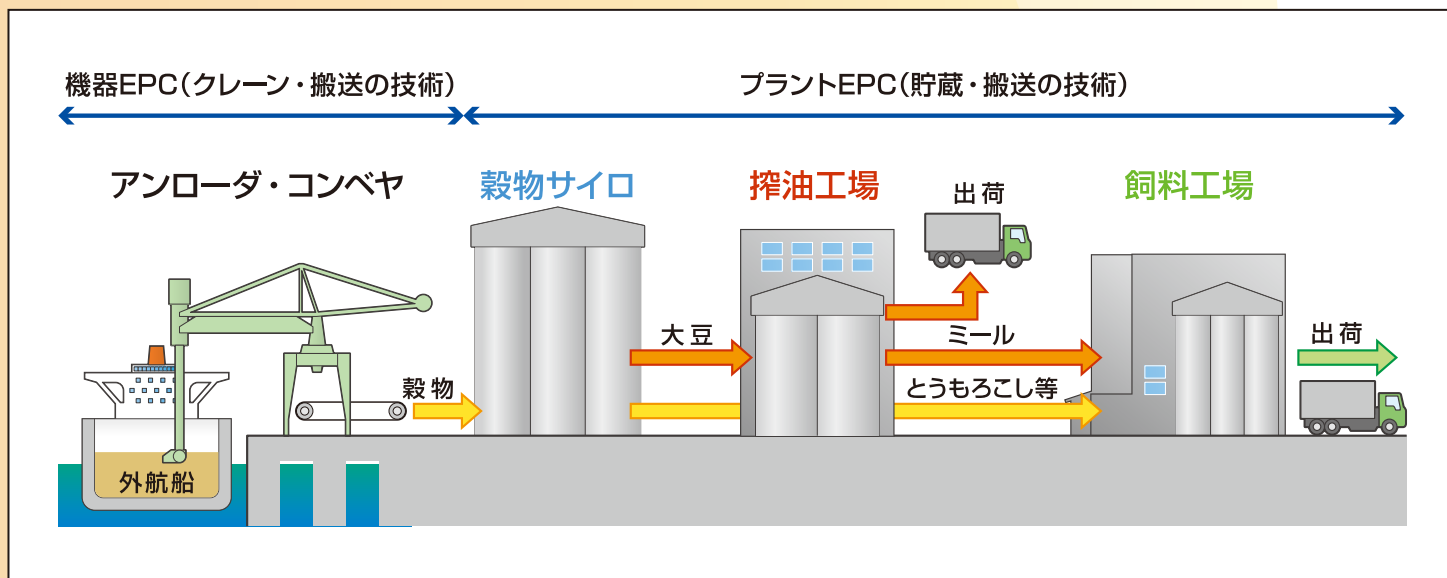 機器EPC(クレーン・搬送の技術)
プラントEPC(貯蔵・搬送の技術)
アンローダ・コンベヤ
穀物サイロ
搾油工場
出荷
飼料工場
大豆
ミール
出荷
穀物
とうもろこし等
外航船